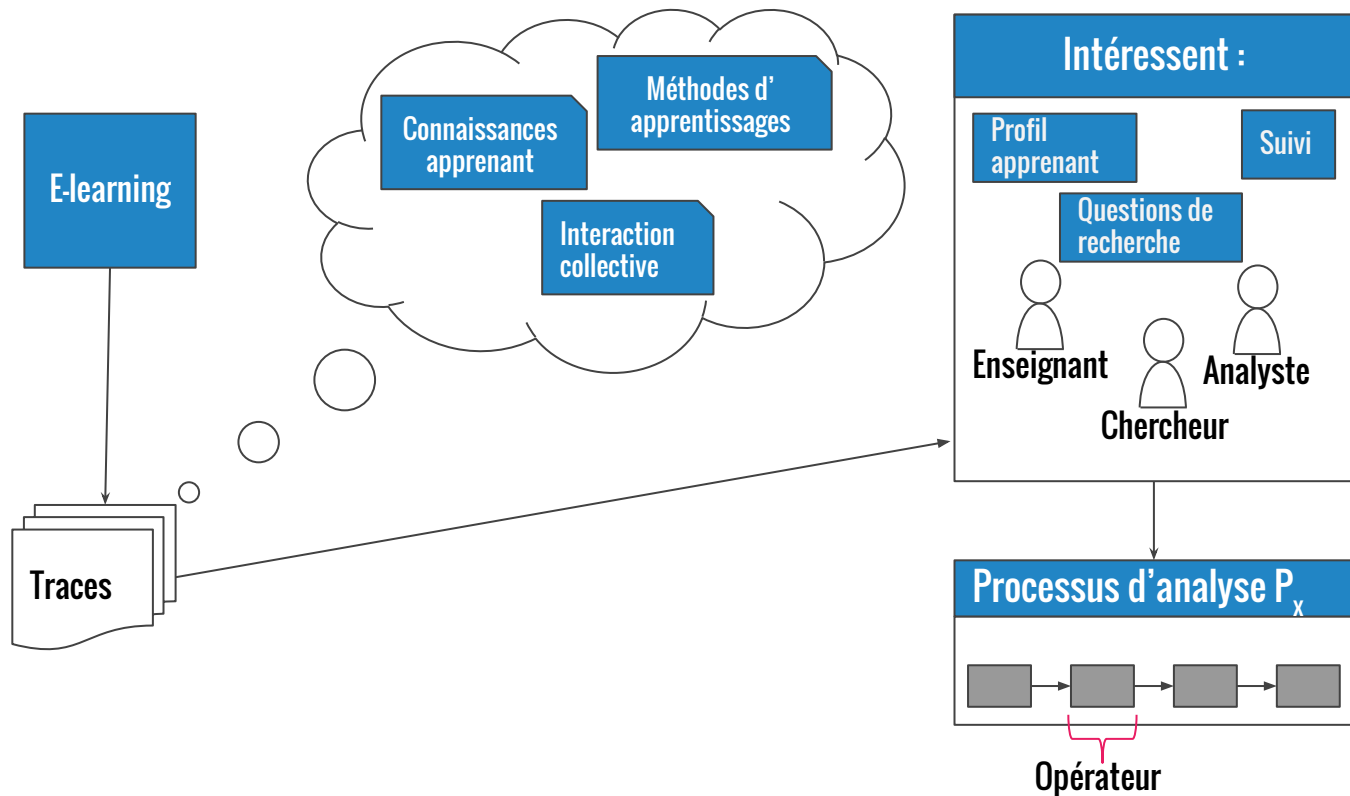 E-learning
Traces
Connaissances
apprenant
Méthodes d'
apprentissages
Interaction
collective
Intéressent :
Profil
apprenant
Suivi
Questions de
recherche
Enseignant
Analyste
Chercheur
Processus d'analyse Px
Opérateur